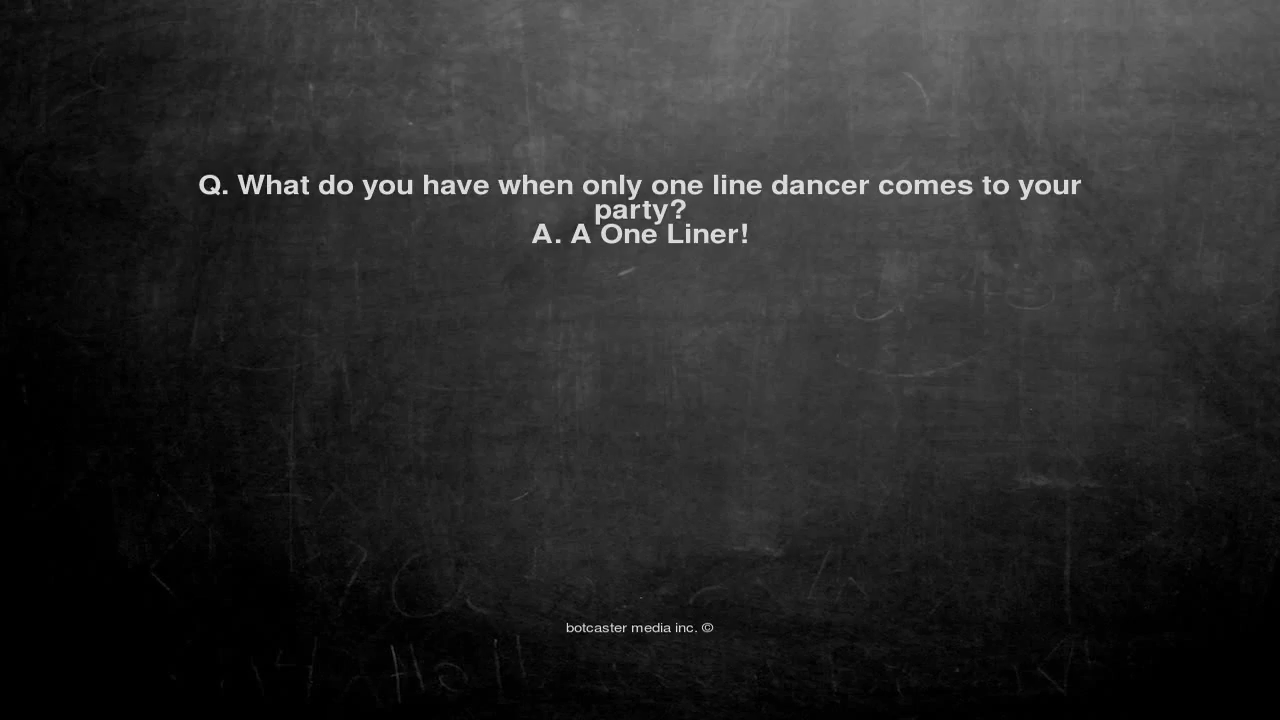 Q. What do you have when only one line dancer comes to your
party?
A. A One Liner!
botcaster media inc. ©